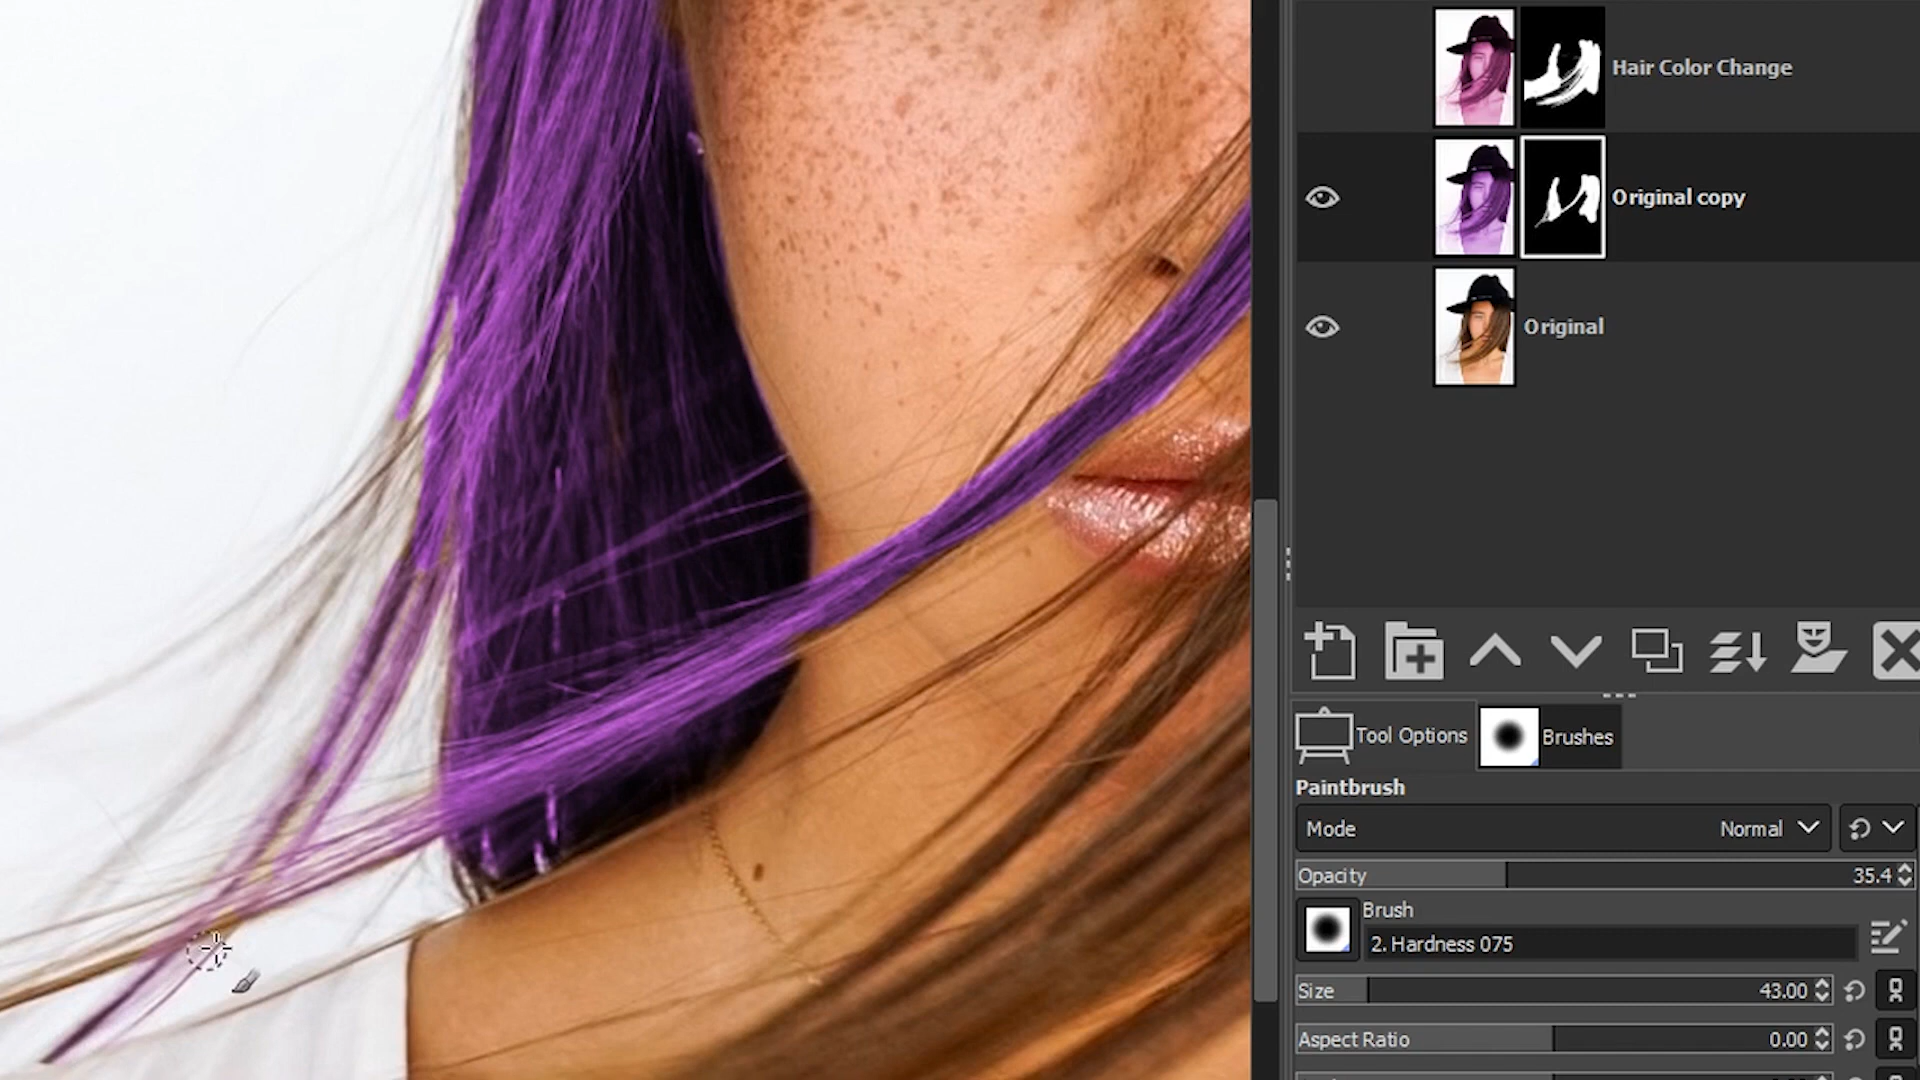 Hair Color Change
Original copy
Original
Tool Options
Brushes
Paintbrush
Mode
Normal
Opacity
35.4
Brush
2. Hardness 075
Size
43.00
Aspect Ratio
0.00